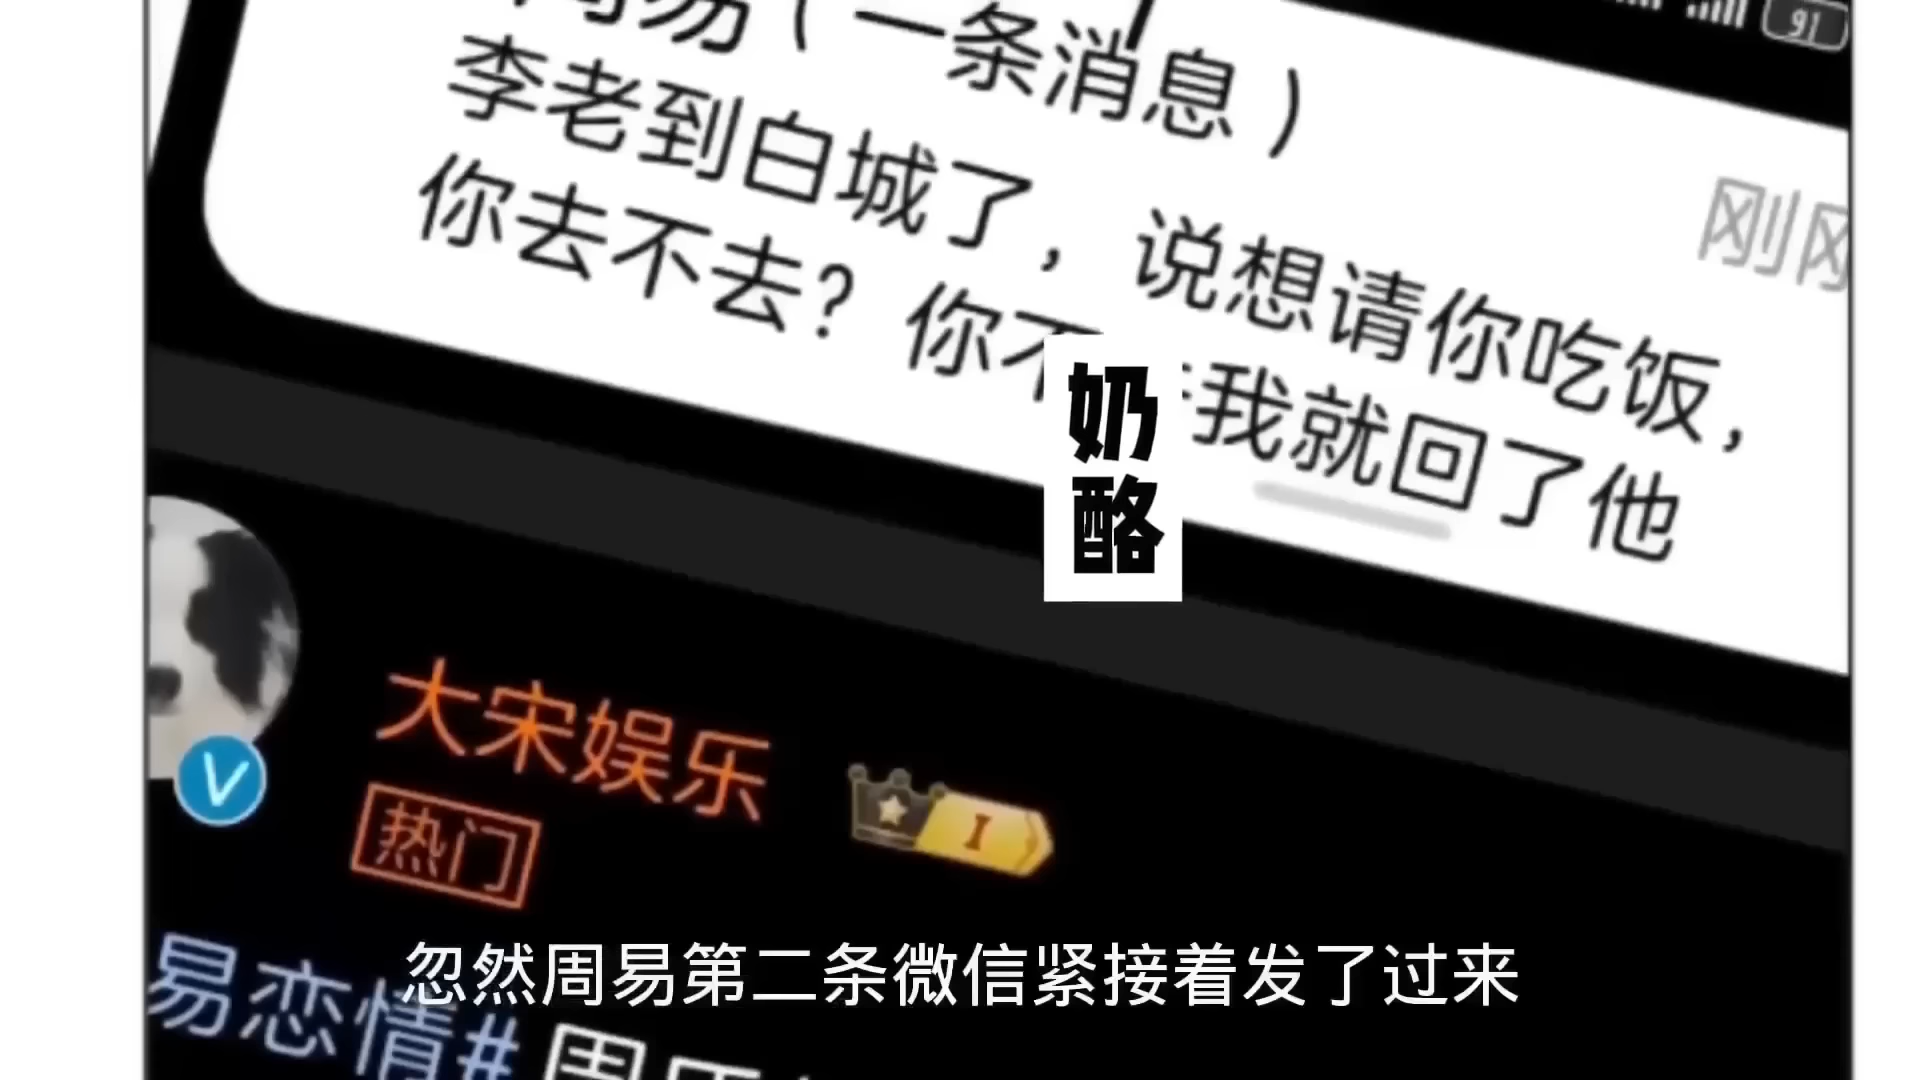 周易（一条消息）
91
刚刚
李老到白城了，说想请你吃饭，
你去不去？你不
我就回了他
奶
酪
大宋娱乐
I
热门
易恋情#
忽然周易第二条微信紧接着发了过来